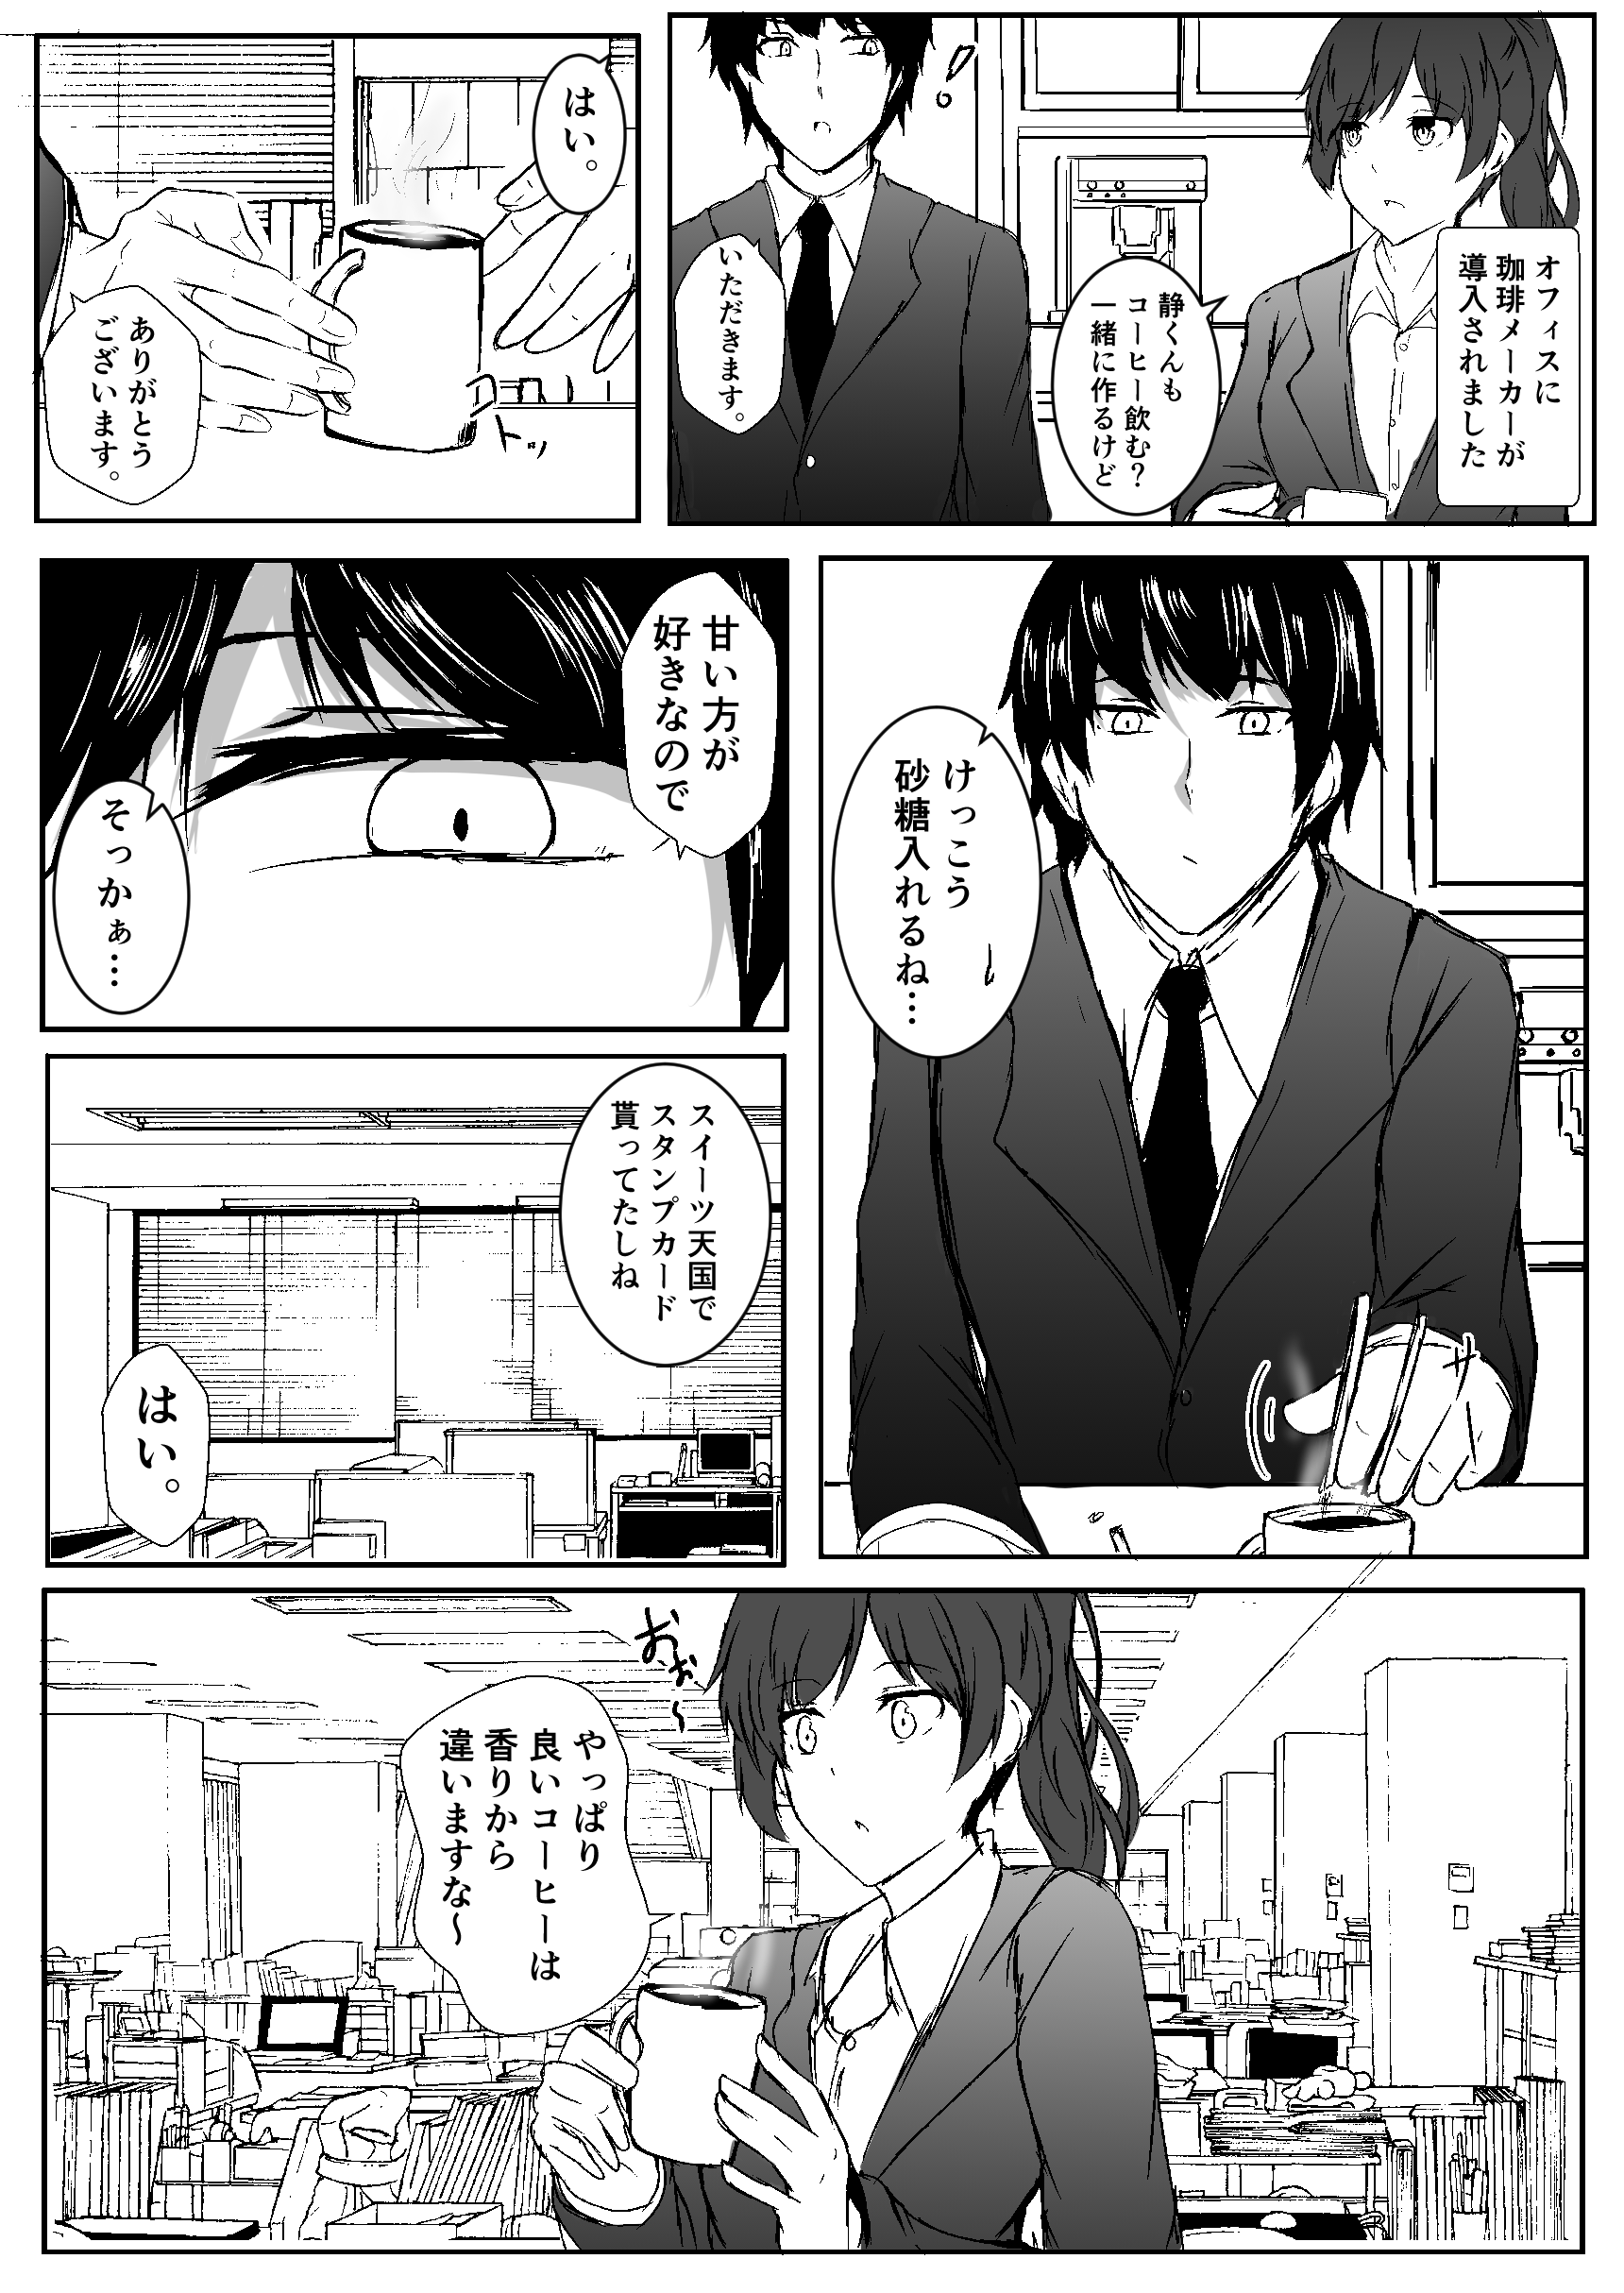 オフィスに
珈琲メーカーが
導入されました
静くんも
コーヒー飲む?
一緒に作るけど
いただきます。
はい。
コトッ
ありがとう
ございます。
けっこう
砂糖入れるね…
甘い方が
好きなので
そっかぁ…
スイーツ天国で
スタンプカード
貰ってたしね
はい。
おぉ〜
やっぱり
良いコーヒーは
香りから
違いますな〜